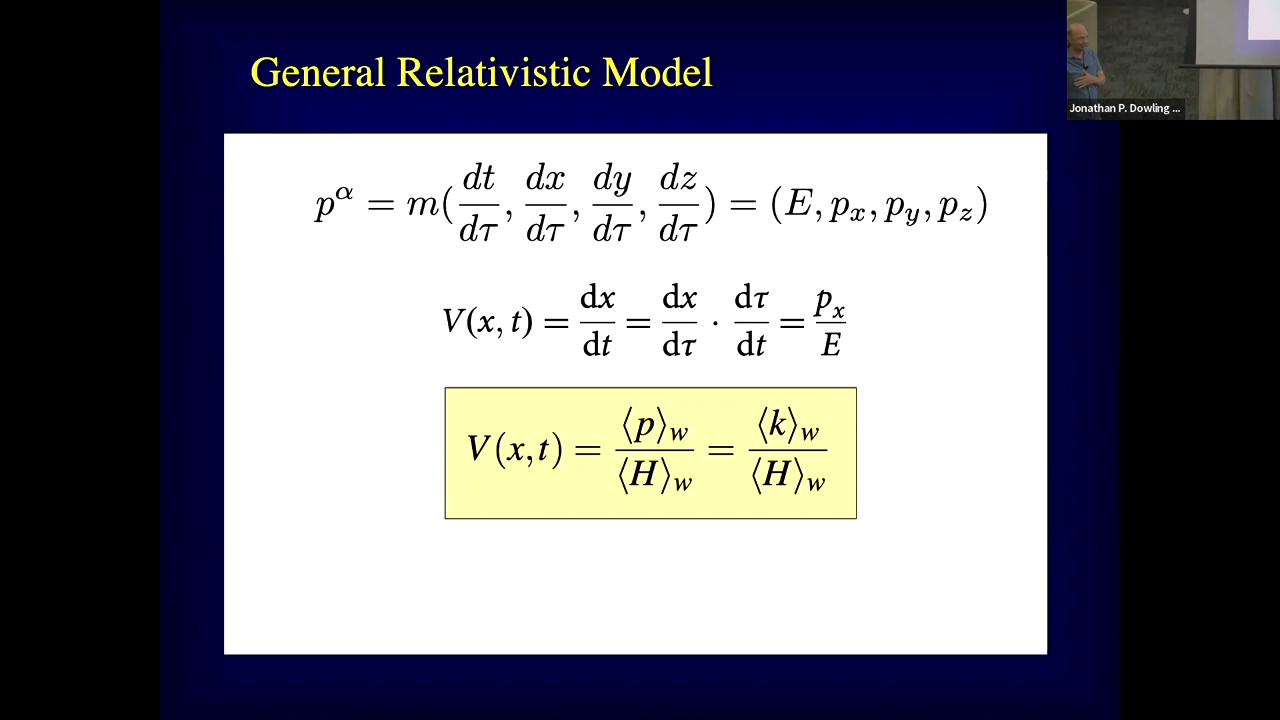 General Relativistic Model
Jonathan P. Dowling ...
p^α = m(dt/dτ, dx/dτ, dy/dτ, dz/dτ) = (E, p_x, p_y, p_z)
V(x, t) = dx/dt = dx/dτ · dτ/dt = p_x/E
V(x,t) = ⟨p⟩_w/⟨H⟩_w = ⟨k⟩_w/⟨H⟩_w